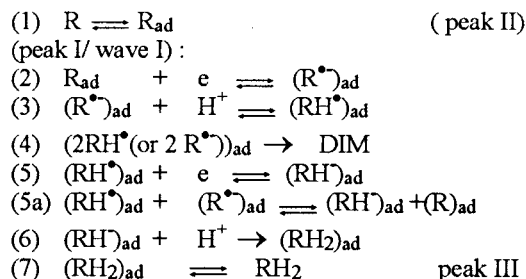 (1) R ⇌ R_ad ( peak II)
(peak I/ wave I) :
(2) R_ad + e ⇌ (R^•-)_ad
(3) (R^•-)_ad + H^+ ⇌ (RH^•)_ad
(4) (2RH^•(or 2 R^•-))_ad → DIM
(5) (RH^•)_ad + e ⇌ (RH^-)_ad
(5a) (RH^•)_ad + (R^•-)_ad ⇌ (RH^-)_ad +(R)_ad
(6) (RH^-)_ad + H^+ → (RH2)_ad
(7) (RH2)_ad ⇌ RH2 peak III